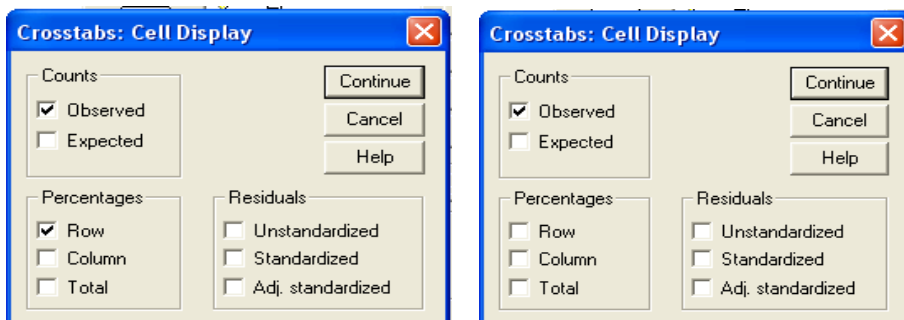 Crosstabs: Cell Display
Counts
Observed
Expected
Continue
Cancel
Help
Percentages
Row
Column
Total
Residuals
Unstandardized
Standardized
Adj. standardized
Crosstabs: Cell Display
Counts
Observed
Expected
Continue
Cancel
Help
Percentages
Row
Column
Total
Residuals
Unstandardized
Standardized
Adj. standardized